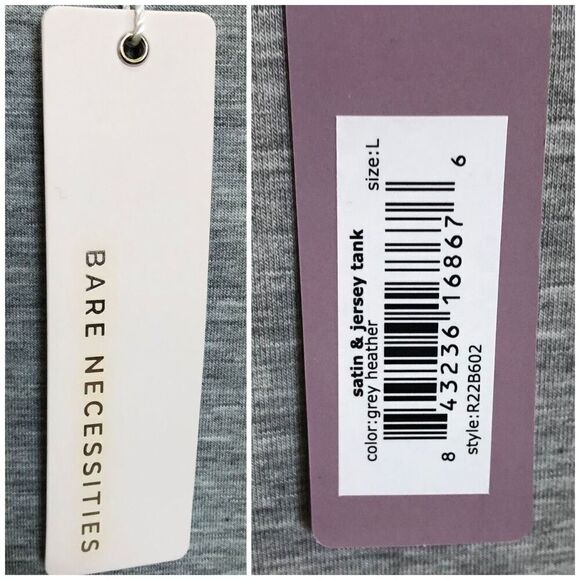 BARE NECESSITIES
satin & jersey tank
color:grey heather size:L
8 43236 16867 6
style:R22B602